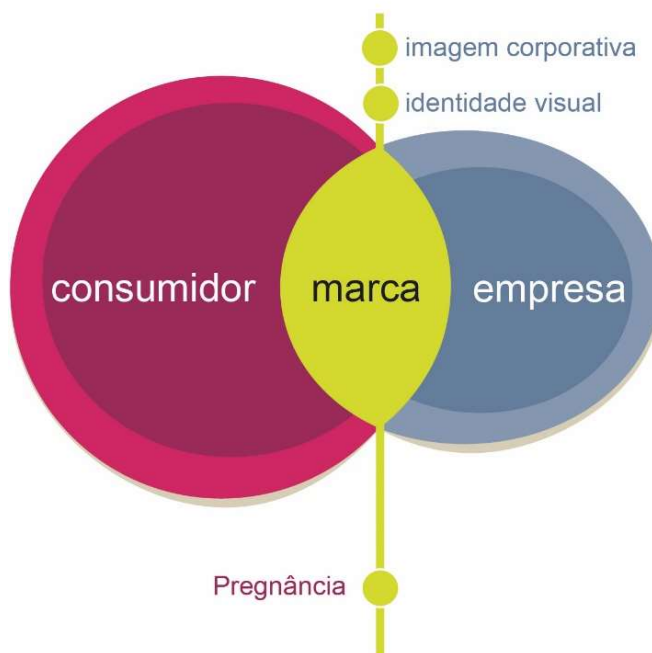 imagem corporativa
identidade visual
consumidor marca empresa
Pregnância